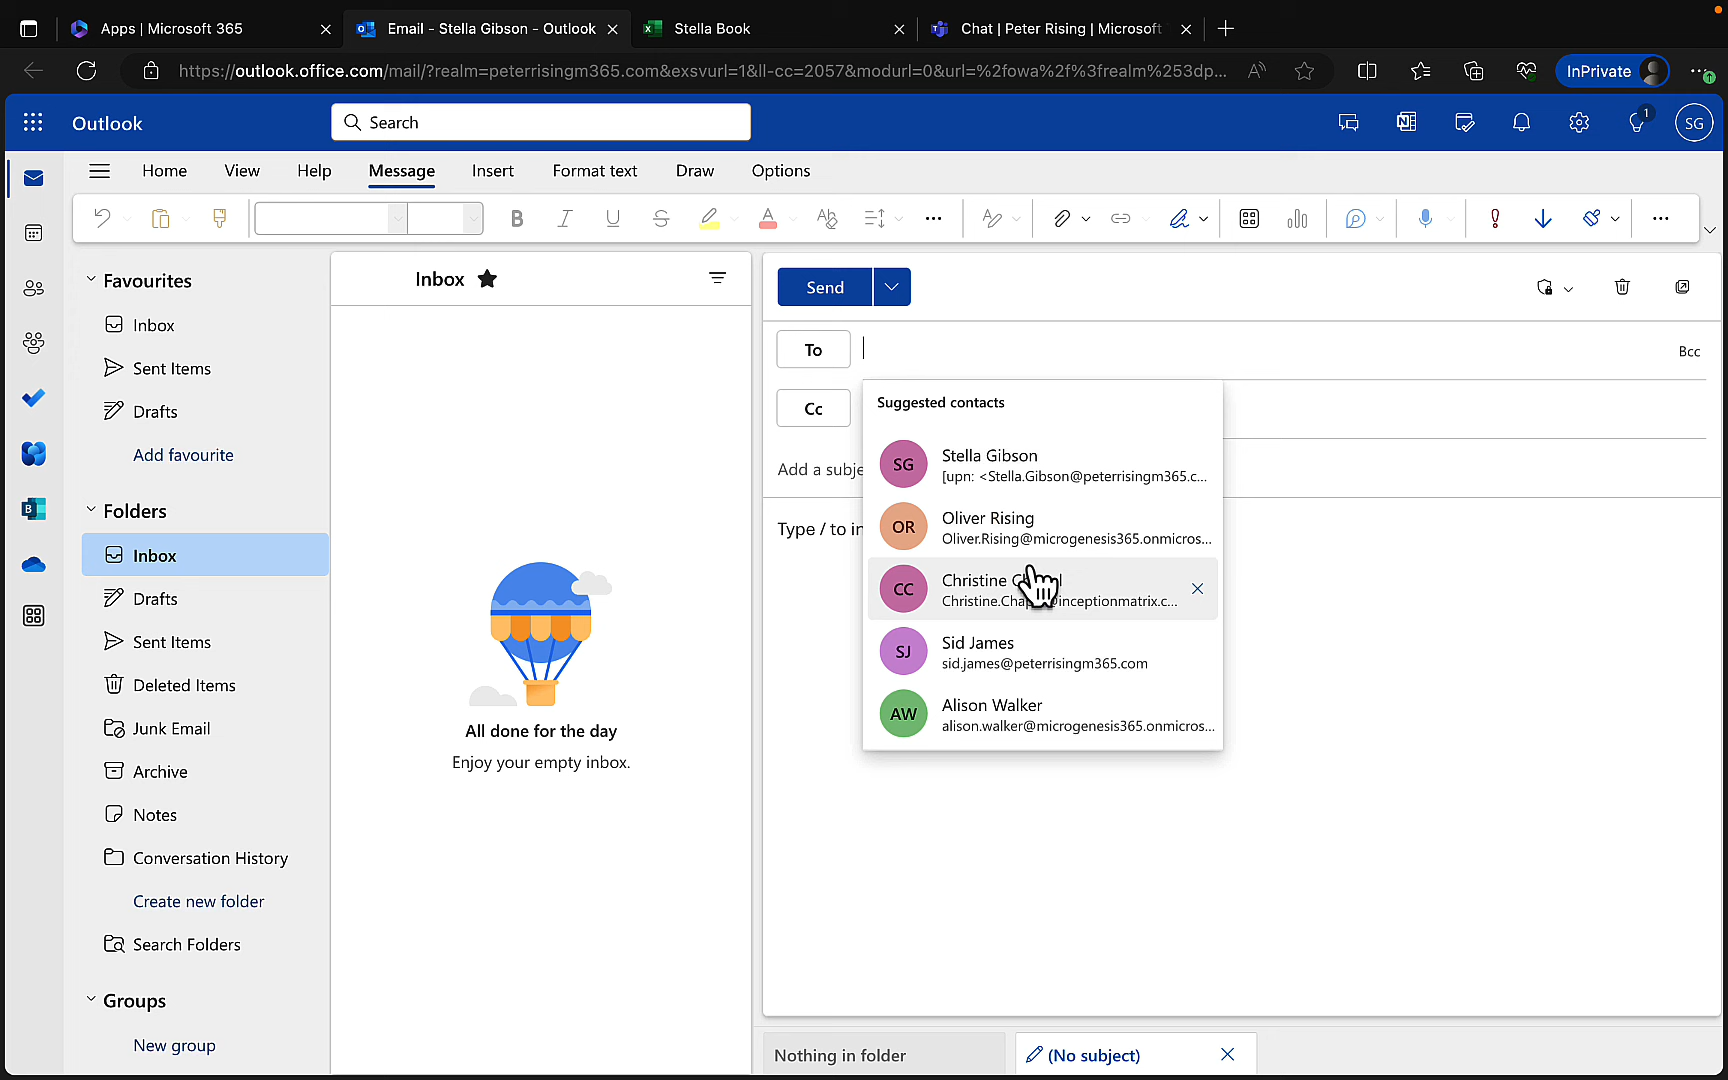 Apps | Microsoft 365
Email - Stella Gibson - Outlook
Stella Book
Chat | Peter Rising | Microsoft
https://outlook.office.com/mail/?realm=peterrisingm365.com&exsvurl=1&ll-cc=2057&modurl=0&url=%2fowa%2f%3frealm%253dp...
InPrivate
Outlook
Search
1
SG
Home
View
Help
Message
Insert
Format text
Draw
Options
Favourites
Inbox
Sent Items
Drafts
Add favourite
Folders
Inbox
Drafts
Sent Items
Deleted Items
Junk Email
Archive
Notes
Conversation History
Create new folder
Search Folders
Groups
New group
Inbox
All done for the day
Enjoy your empty inbox.
Send
To
Bcc
Cc
Add a subje
Type / to in
Suggested contacts
SG
Stella Gibson
[upn: <Stella.Gibson@peterrisingm365.c...
OR
Oliver Rising
Oliver.Rising@microgenesis365.onmicros...
CC
Christine
Christine.Chap @inceptionmatrix.c...
SJ
Sid James
sid.james@peterrisingm365.com
AW
Alison Walker
alison.walker@microgenesis365.onmicros...
Nothing in folder
(No subject)